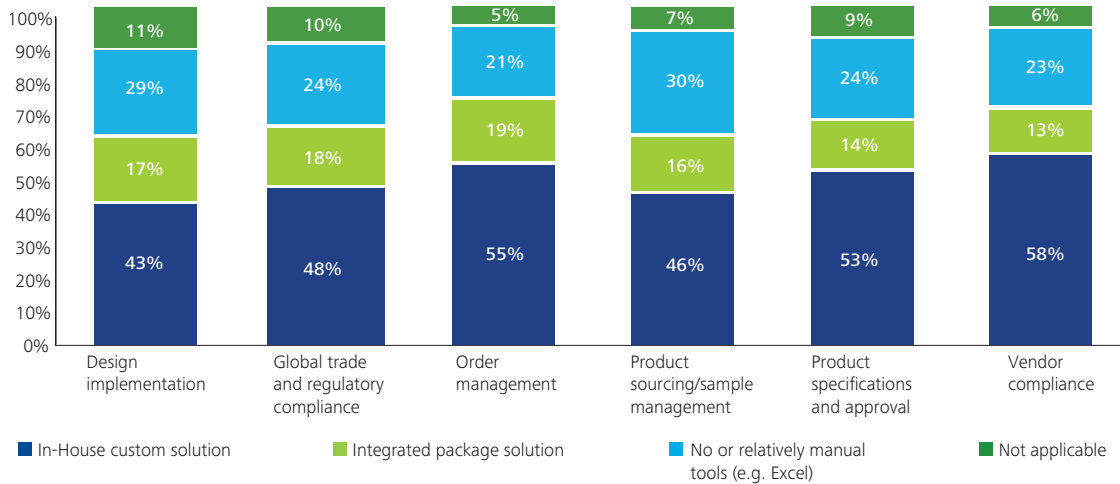 100%
90%
80%
70%
60%
50%
40%
30%
20%
10%
0%
11%
29%
17%
43%
10%
24%
18%
48%
5%
21%
19%
55%
7%
30%
16%
46%
9%
24%
14%
53%
6%
23%
13%
58%
Design
implementation
Global trade
and regulatory
compliance
Order
management
Product
sourcing/sample
management
Product
specifications
and approval
Vendor
compliance
In-House custom solution
Integrated package solution
No or relatively manual
tools (e.g. Excel)
Not applicable